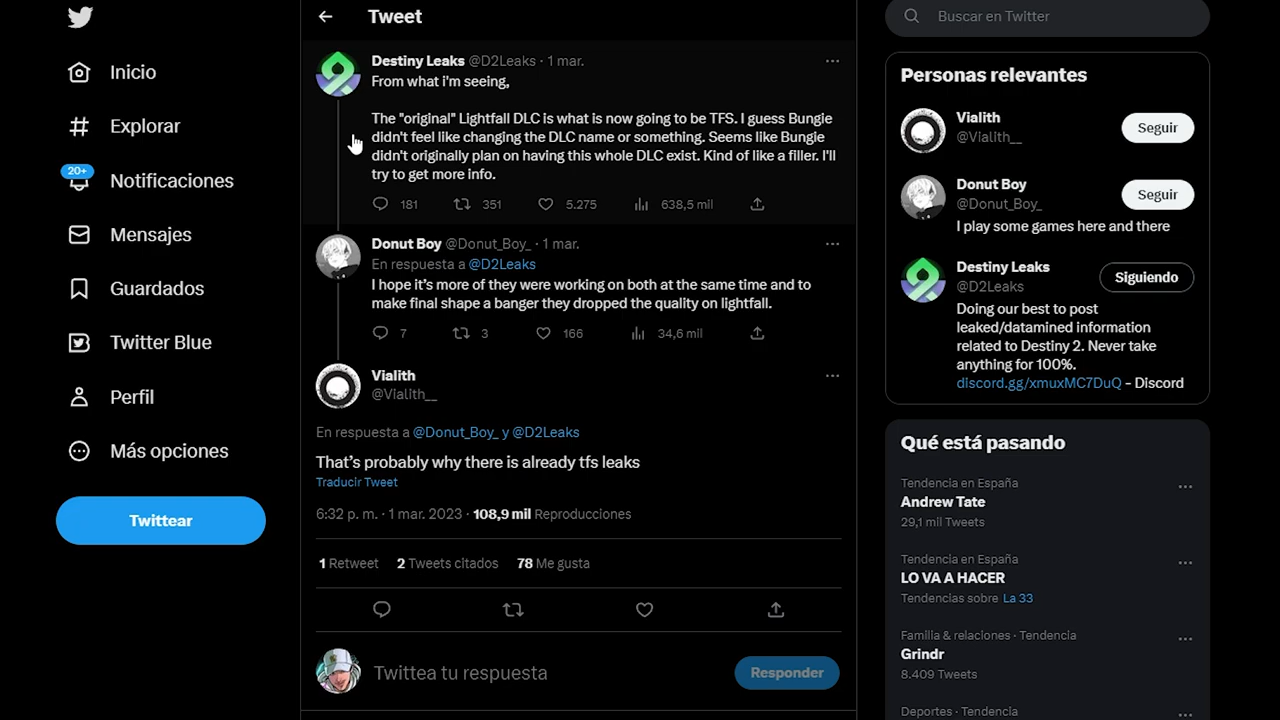 Inicio
Explorar
20+
Notificaciones
Mensajes
Guardados
Twitter Blue
Perfil
Más opciones
Twittear
Tweet
Destiny Leaks @D2Leaks · 1 mar.
From what i'm seeing,
The "original" Lightfall DLC is what is now going to be TFS. I guess Bungie
didn't feel like changing the DLC name or something. Seems like Bungie
didn't originally plan on having this whole DLC exist. Kind of like a filler. I'll
try to get more info.
181 351 5.275 638,5 mil
Donut Boy @Donut_Boy_ · 1 mar.
En respuesta a @D2Leaks
I hope it's more of they were working on both at the same time and to
make final shape a banger they dropped the quality on lightfall.
7 3 166 34,6 mil
Vialith
@Vialith__
En respuesta a @Donut_Boy_ y @D2Leaks
That's probably why there is already tfs leaks
Traducir Tweet
6:32 p. m. · 1 mar. 2023 · 108,9 mil Reproducciones
1 Retweet 2 Tweets citados 78 Me gusta
Twittea tu respuesta
Responder
Buscar en Twitter
Personas relevantes
Vialith
@Vialith__
Seguir
Donut Boy
@Donut_Boy_
Seguir
I play some games here and there
Destiny Leaks
@D2Leaks
Siguiendo
Doing our best to post
leaked/datamined information
related to Destiny 2. Never take
anything for 100%.
discord.gg/xmuxMC7DuQ - Discord
Qué está pasando
Tendencia en España
Andrew Tate
29,1 mil Tweets
Tendencia en España
LO VA A HACER
Tendencias sobre La 33
Familia & relaciones · Tendencia
Grindr
8.409 Tweets
Deportes · Tendencia